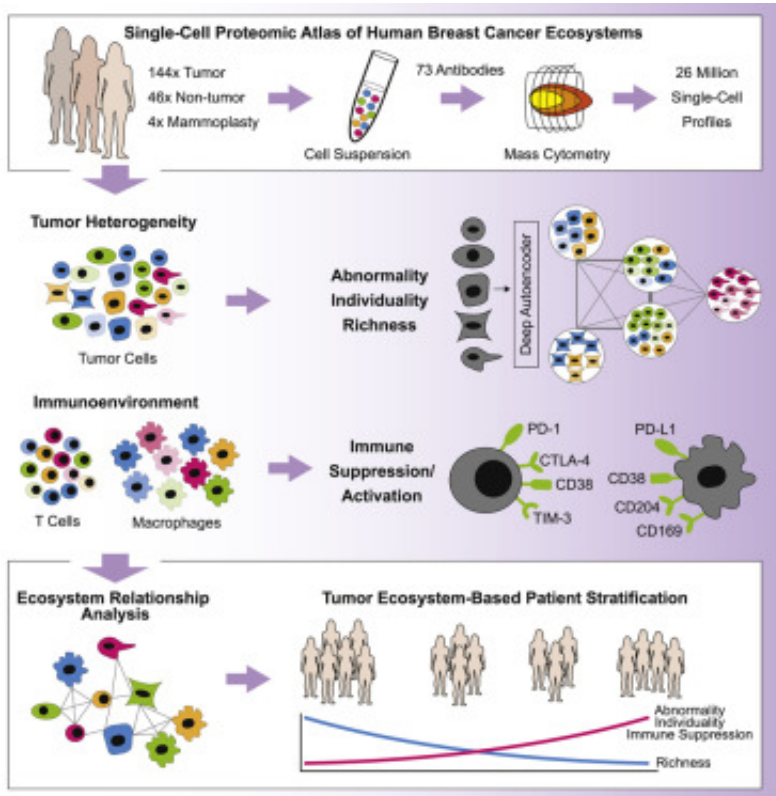 Single-Cell Proteomic Atlas of Human Breast Cancer Ecosystems
144x Tumor
46x Non-tumor
4x Mammoplasty
Cell Suspension
73 Antibodies
Mass Cytometry
26 Million
Single-Cell
Profiles
Tumor Heterogeneity
Tumor Cells
Abnormality
Individuality
Richness
Deep Autoencoder
Immunoenvironment
T Cells
Macrophages
Immune
Suppression/
Activation
PD-1
CTLA-4
CD38
TIM-3
PD-L1
CD38
CD204
CD169
Ecosystem Relationship
Analysis
Tumor Ecosystem-Based Patient Stratification
Abnormality
Individuality
Immune Suppression
Richness